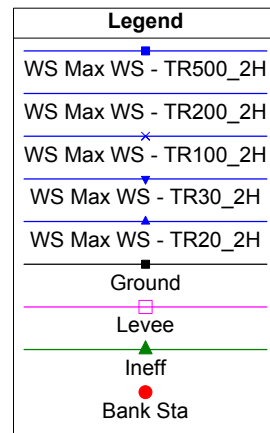 Legend
WS Max WS - TR500_2H
WS Max WS - TR200_2H
WS Max WS - TR100_2H
WS Max WS - TR30_2H
WS Max WS - TR20_2H
Ground
Levee
Ineff
Bank Sta